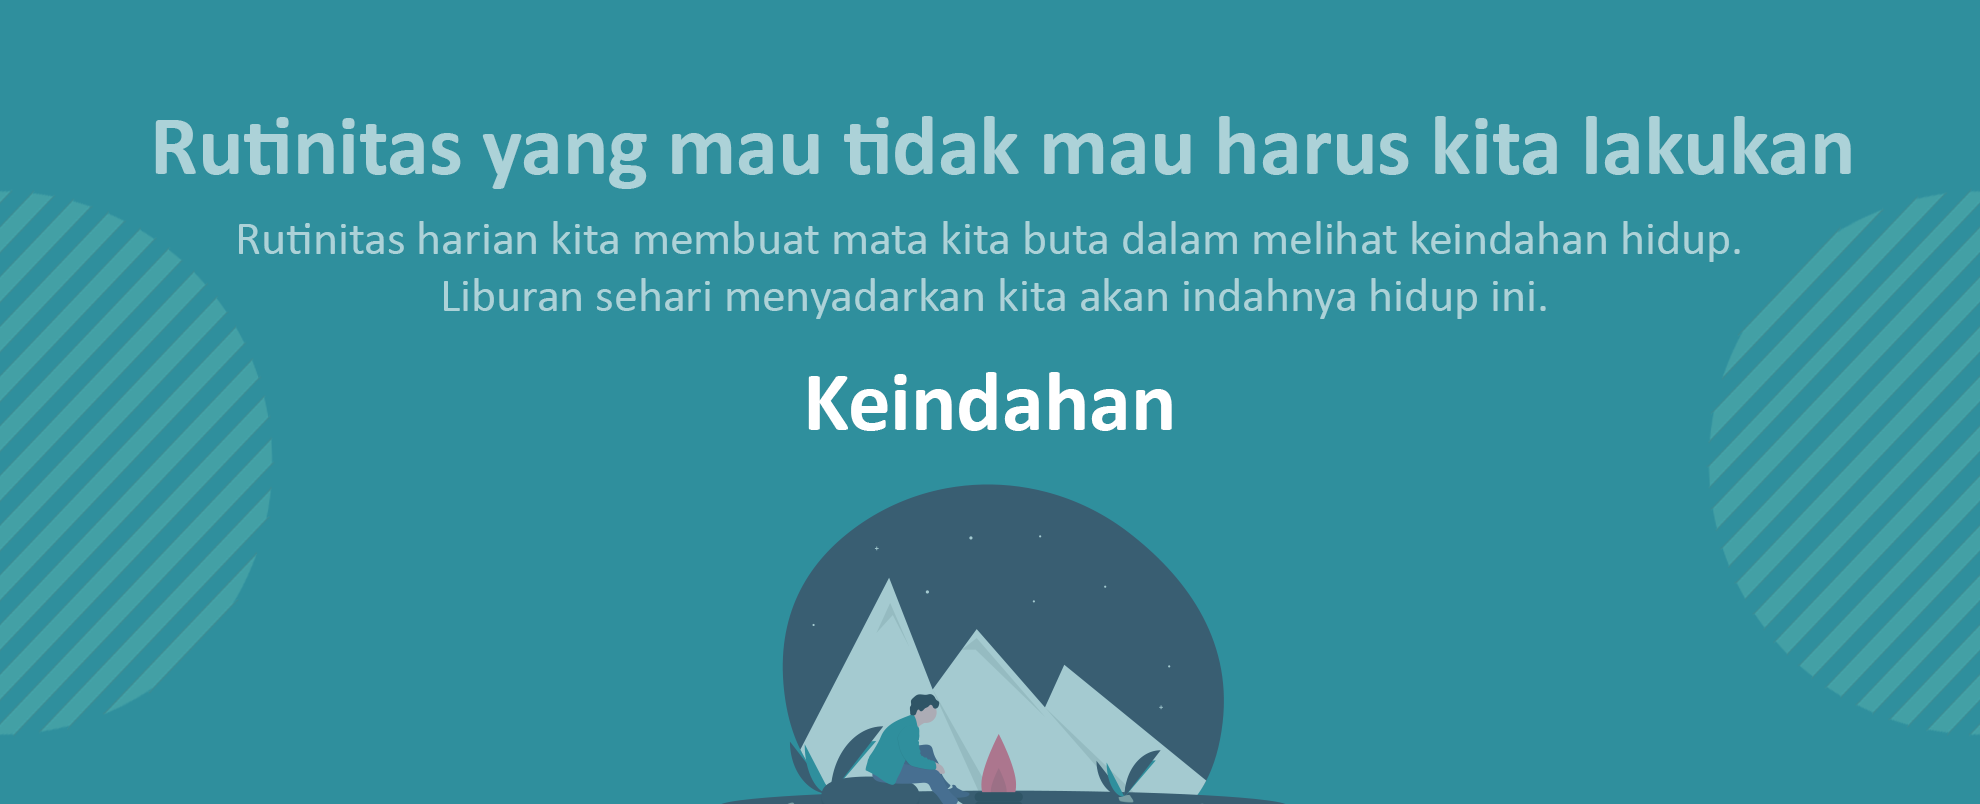 Rutinitas yang mau tidak mau harus kita lakukan
Rutinitas harian kita membuat mata kita buta dalam melihat keindahan hidup.
Liburan sehari menyadarkan kita akan indahnya hidup ini.
Keindahan